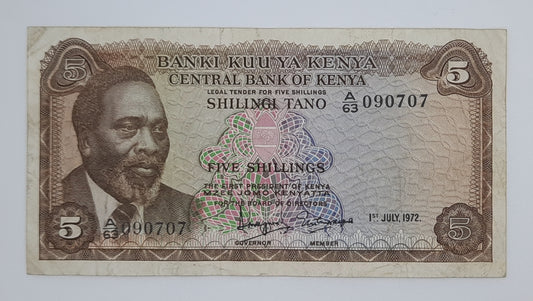 5 BANKI KUU YA KENYA 5
CENTRAL BANK OF KENYA
LEGAL TENDER FOR FIVE SHILLINGS
SHILINGI TANO A/63 090707
FIVE SHILLINGS
THE FIRST PRESIDENT OF KENYA
MZEE JOMO KENYATTA
FOR THE BOARD OF DIRECTORS
5 A/63 090707 1ST JULY, 1972. 5
GOVERNOR MEMBER